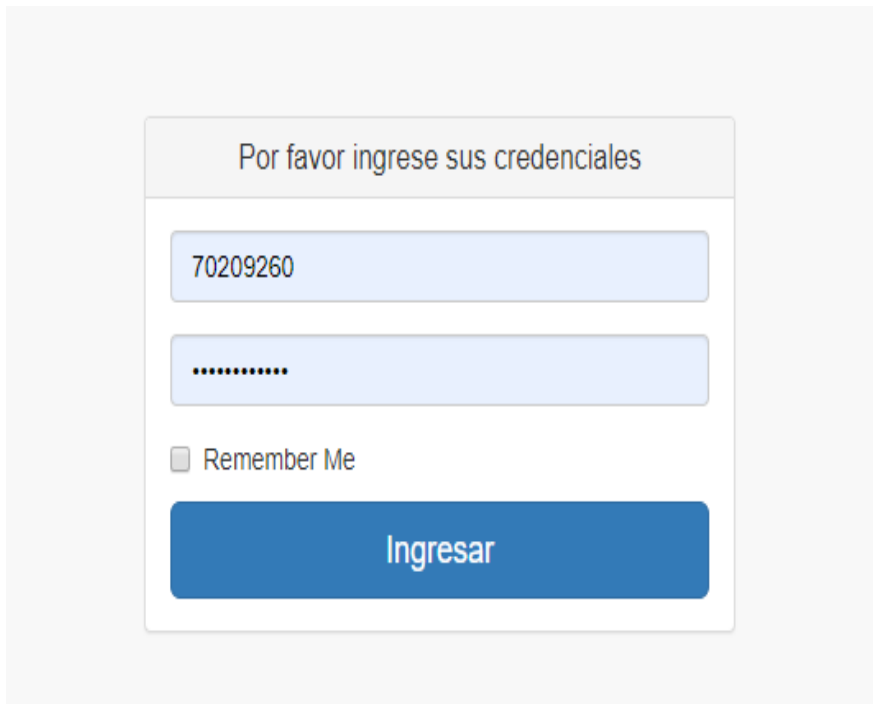 Por favor ingrese sus credenciales
70209260
••••••••••••
Remember Me
Ingresar